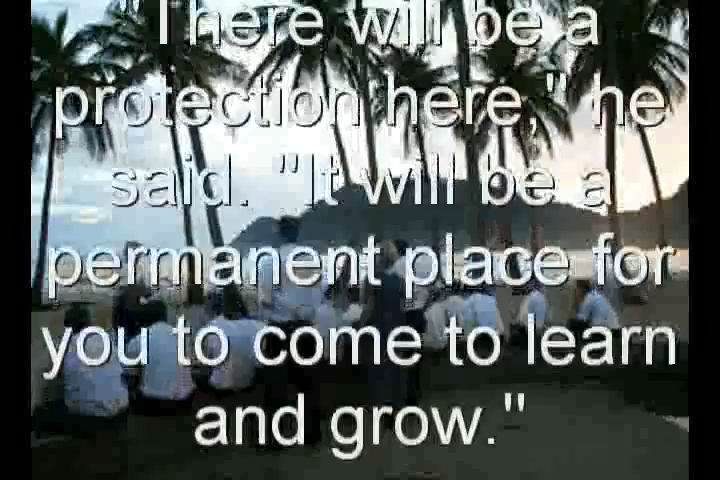 "There will be a
protection here," he
said. "It will be a
permanent place for
you to come to learn
and grow."